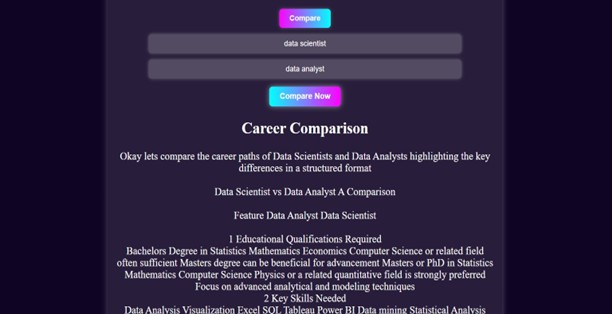 Compare
data scientist
data analyst
Compare Now
Career Comparison
Okay lets compare the career paths of Data Scientists and Data Analysts highlighting the key
differences in a structured format
Data Scientist vs Data Analyst A Comparison
Feature Data Analyst Data Scientist
1 Educational Qualifications Required
Bachelors Degree in Statistics Mathematics Economics Computer Science or related field
often sufficient Masters degree can be beneficial for advancement Masters or PhD in Statistics
Mathematics Computer Science Physics or a related quantitative field is strongly preferred
Focus on advanced analytical and modeling techniques
2 Key Skills Needed
Data Analysis Visualization Excel SQL Tableau Power BI Data mining Statistical Analysis